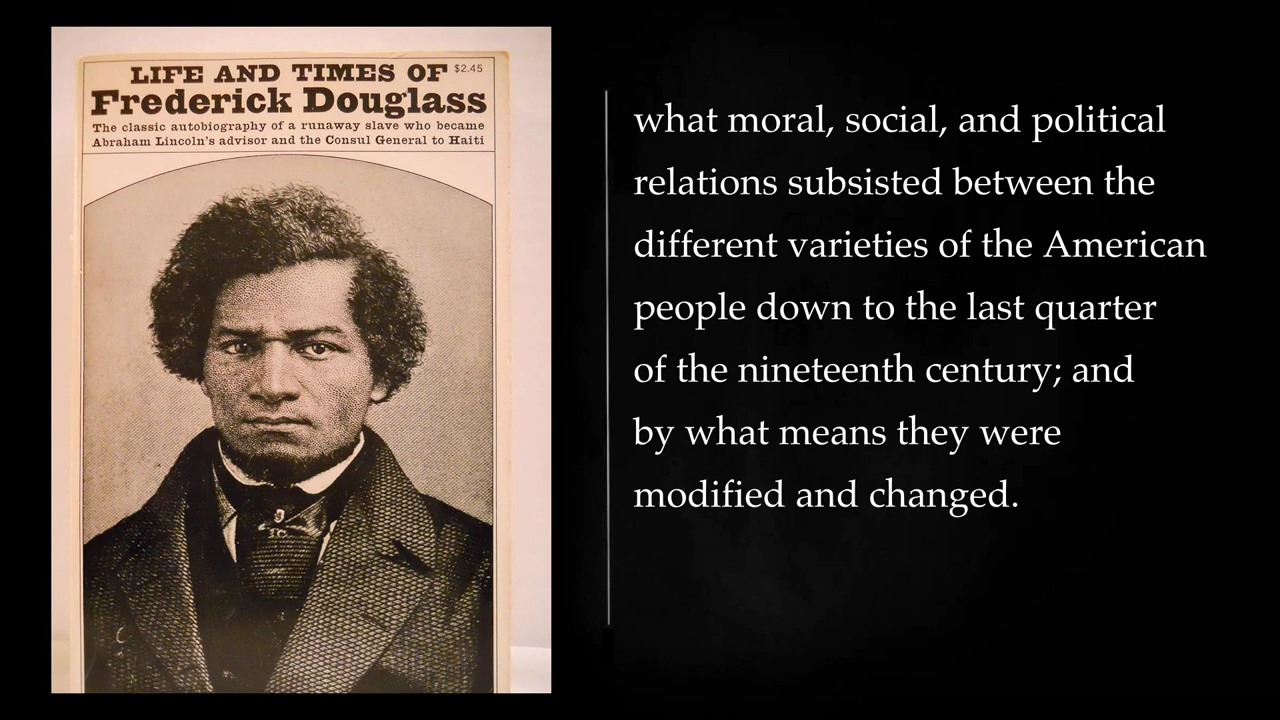 LIFE AND TIMES OF $2.45
Frederick Douglass
The classic autobiography of a runaway slave who became
Abraham Lincoln's advisor and the Consul General to Haiti
what moral, social, and political
relations subsisted between the
different varieties of the American
people down to the last quarter
of the nineteenth century; and
by what means they were
modified and changed.